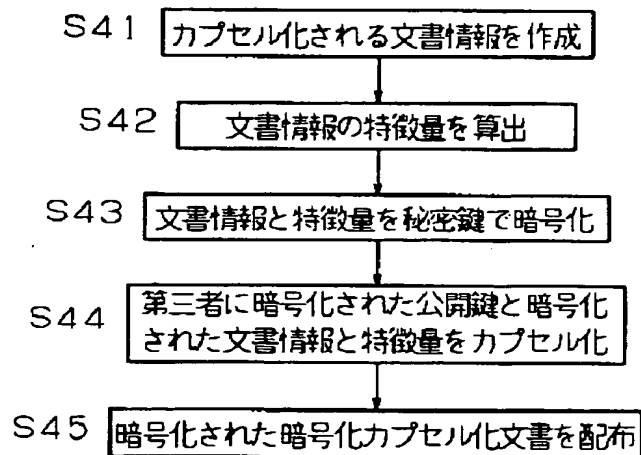 S41 カプセル化される文書情報を作成
S42 文書情報の特徴量を算出
S43 文書情報と特徴量を秘密鍵で暗号化
S44 第三者に暗号化された公開鍵と暗号化
された文書情報と特徴量をカプセル化
S45 暗号化された暗号化カプセル化文書を配布